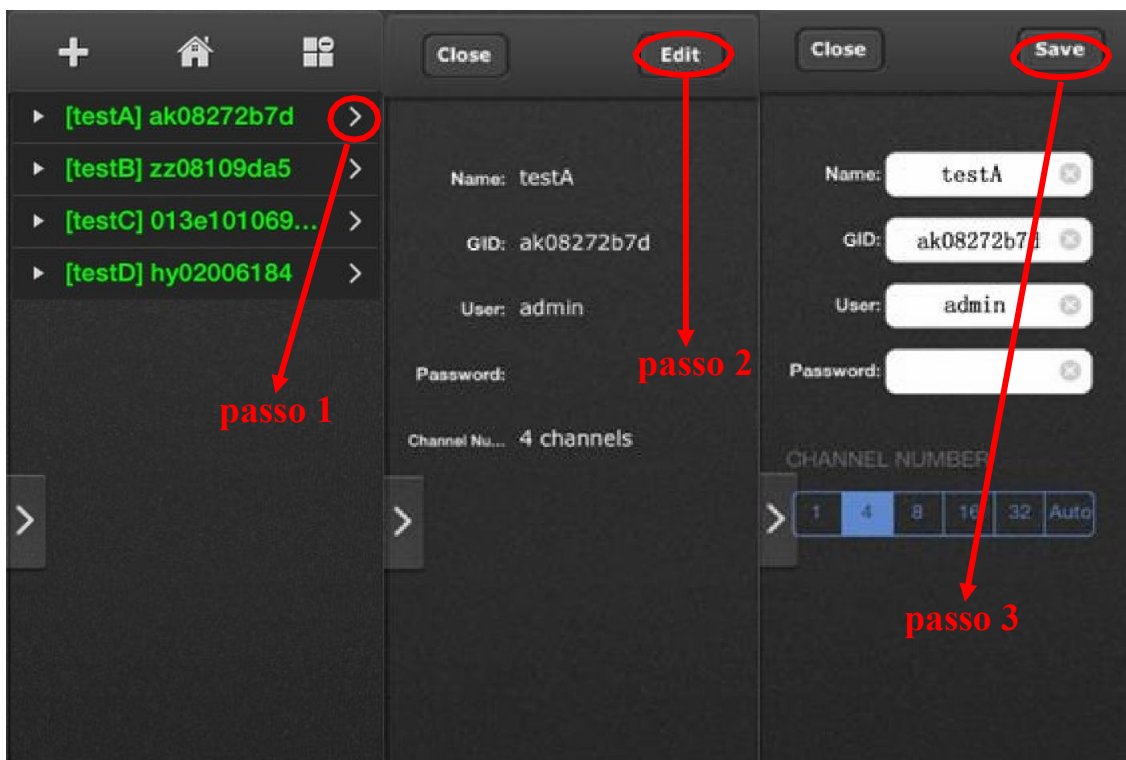 [testA] ak08272b7d
[testB] zz08109da5
[testC] 013e101069...
[testD] hy02006184
passo 1
Close Edit
Name: testA
GID: ak08272b7d
User: admin
passo 2
Password:
Channel Nu... 4 channels
Close Save
Name: testA
GID: ak08272b7d
User: admin
Password:
CHANNEL NUMBER
1 4 8 16 32 Auto
passo 3